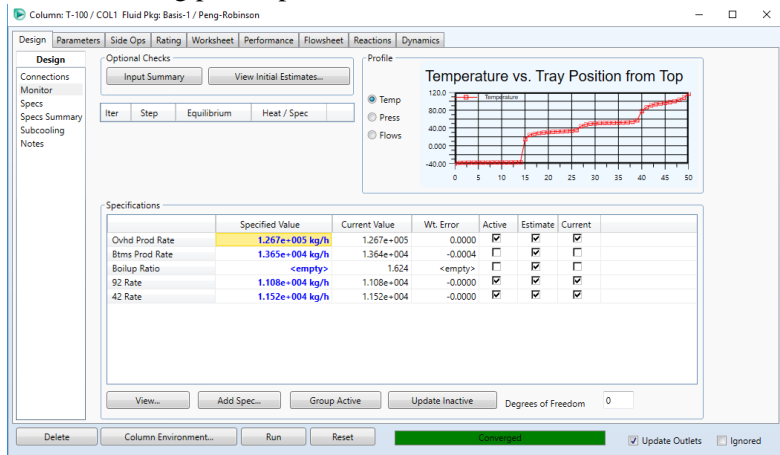 Column: T-100 / COL1 Fluid Pkg: Basis-1 / Peng-Robinson
Design Parameters Side Ops Rating Worksheet Performance Flowsheet Reactions Dynamics
Design
Connections
Monitor
Specs
Specs Summary
Subcooling
Notes
Optional Checks
Input Summary View Initial Estimates...
Iter Step Equilibrium Heat / Spec
Profile
Temp
Press
Flows
Temperature vs. Tray Position from Top
Temperature
120.0
80.00
40.00
0.000
-40.00
0 5 10 15 20 25 30 35 40 45 50
Specifications
Specified Value Current Value Wt. Error Active Estimate Current
Ovhd Prod Rate 1.267e+005 kg/h 1.267e+005 0.0000
Btms Prod Rate 1.365e+004 kg/h 1.364e+004 -0.0004
Boilup Ratio <empty> 1.624 <empty>
92 Rate 1.108e+004 kg/h 1.108e+004 -0.0000
42 Rate 1.152e+004 kg/h 1.152e+004 -0.0000
View... Add Spec... Group Active Update Inactive Degrees of Freedom 0
Delete Column Environment... Run Reset Converged Update Outlets Ignored